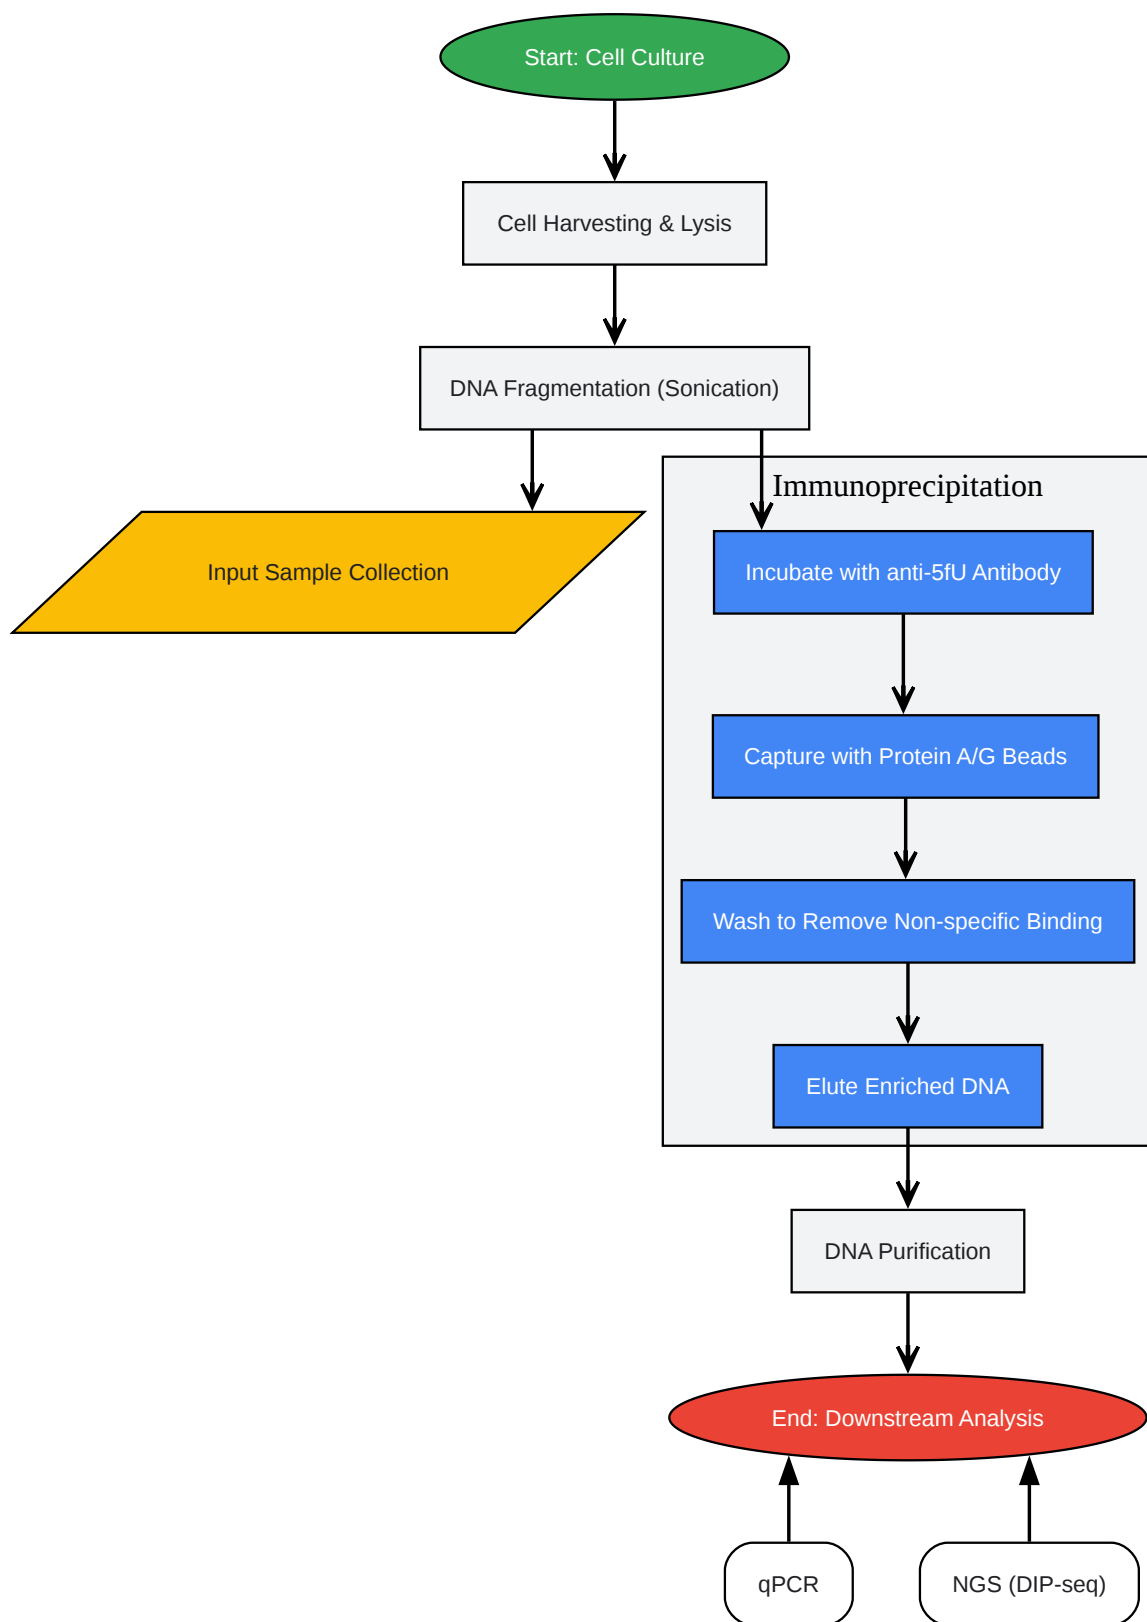 Start: Cell Culture
Cell Harvesting & Lysis
DNA Fragmentation (Sonication)
Immunoprecipitation
Input Sample Collection
Incubate with anti-5fU Antibody
Capture with Protein A/G Beads
Wash to Remove Non-specific Binding
Elute Enriched DNA
DNA Purification
End: Downstream Analysis
qPCR
NGS (DIP-seq)